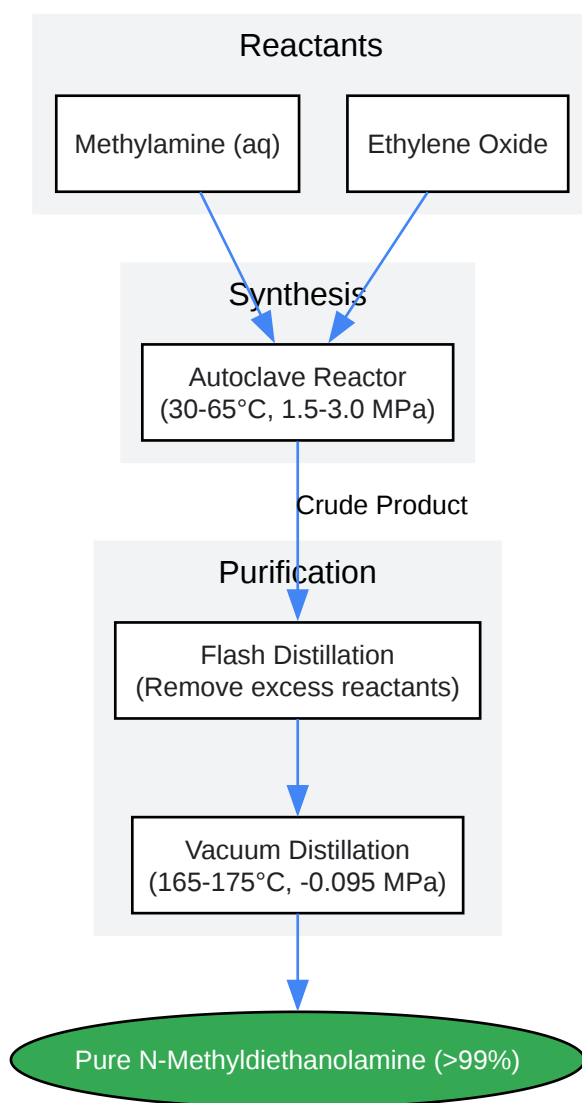 Reactants
Methylamine (aq)
Ethylene Oxide
Synthesis
Autoclave Reactor
(30-65°C, 1.5-3.0 MPa)
Crude Product
Purification
Flash Distillation
(Remove excess reactants)
Vacuum Distillation
(165-175°C, -0.095 MPa)
Pure N-Methyldiethanolamine (>99%)